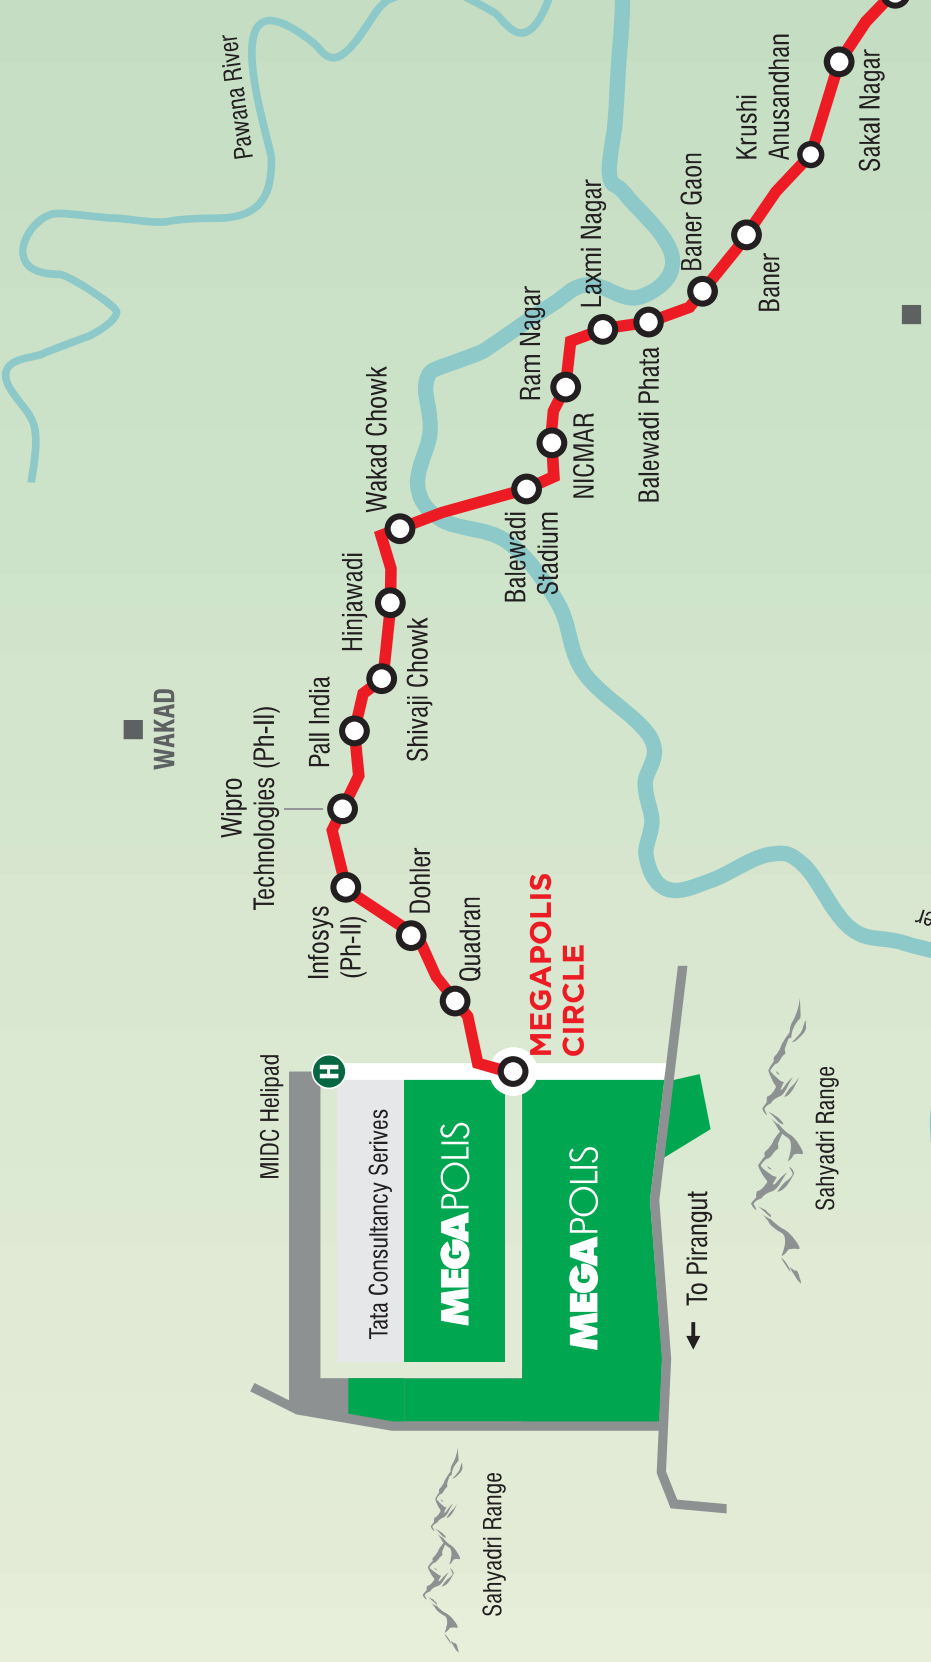 Pawana River
Krushi
Anusandhan
Sakal Nagar
Baner Gaon
Baner
Laxmi Nagar
Ram Nagar
Balewadi Phata
NICMAR
Wakad Chowk
Balewadi
Stadium
Hinjawadi
Shivaji Chowk
Pall India
WAKAD
Wipro
Technologies (Ph-II)
Infosys
(Ph-II)
Dohler
Quadran
MEGAPOLIS
CIRCLE
MIDC Helipad
H
Tata Consultancy Serives
MEGAPOLIS
MEGAPOLIS
To Pirangut
Sahyadri Range
Sahyadri Range